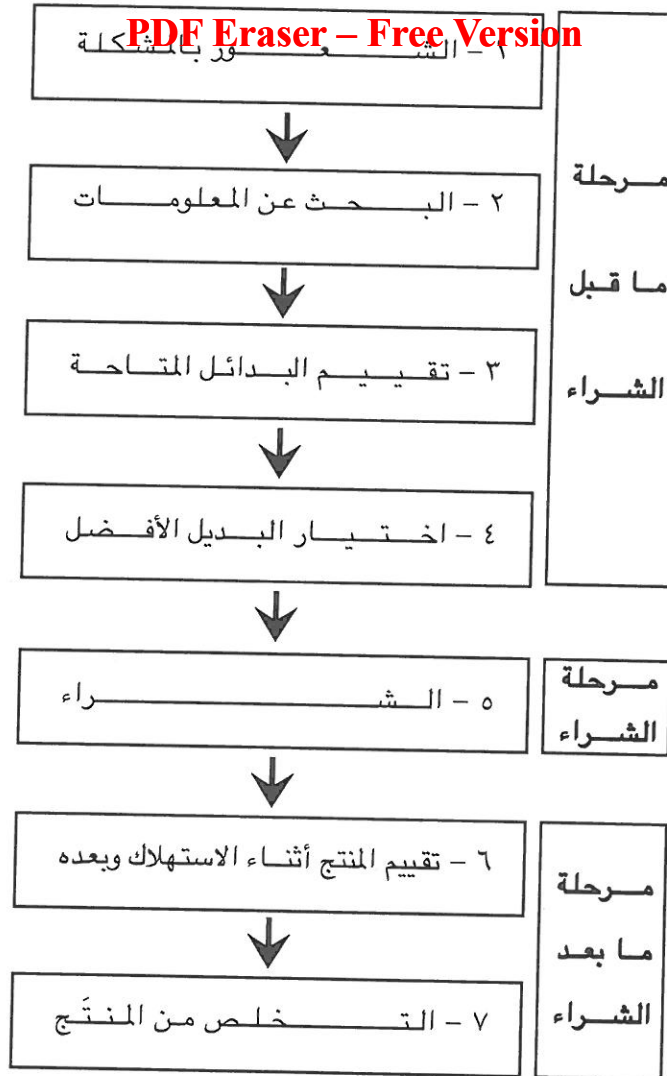 PDF Eraser – Free Version
١ – الشعور بالمشكلة
٢ – البحث عن المعلومات
٣ – تقييم البدائل المتاحة
٤ – اختيار البديل الأفضل
مرحلة
ما قبل
الشراء
٥ – الشراء
مرحلة
الشراء
٦ – تقييم المنتج أثناء الاستهلاك وبعده
٧ – التخلص من المنتَج
مرحلة
ما بعد
الشراء